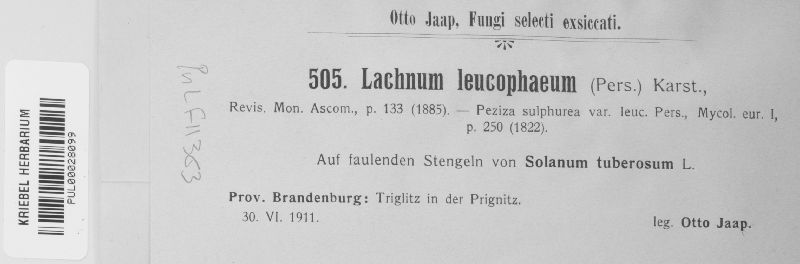 Otto Jaap, Fungi selecti exsiccati.
505. Lachnum leucophaeum (Pers.) Karst.,
Revis. Mon. Ascom., p. 133 (1885). — Peziza sulphurea var. leuc. Pers., Mycol. eur. I,
p. 250 (1822).
Auf faulenden Stengeln von Solanum tuberosum L.
Prov. Brandenburg: Triglitz in der Prignitz.
30. VI. 1911.
leg. Otto Jaap.
PUL F11363
KRIEBEL HERBARIUM
PUL00028099